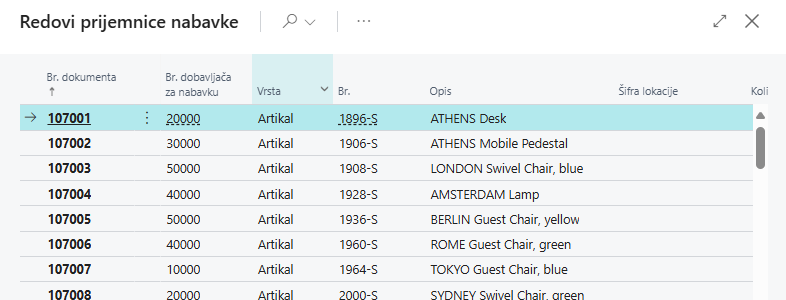 Redovi prijemnice nabavke
Br. dokumenta ↑ Br. dobavljača za nabavku Vrsta Br. Opis Šifra lokacije Koli
107001 20000 Artikal 1896-S ATHENS Desk
107002 30000 Artikal 1906-S ATHENS Mobile Pedestal
107003 50000 Artikal 1908-S LONDON Swivel Chair, blue
107004 40000 Artikal 1928-S AMSTERDAM Lamp
107005 50000 Artikal 1936-S BERLIN Guest Chair, yellow
107006 40000 Artikal 1960-S ROME Guest Chair, green
107007 10000 Artikal 1964-S TOKYO Guest Chair, blue
107008 20000 Artikal 2000-S SYDNEY Swivel Chair, green